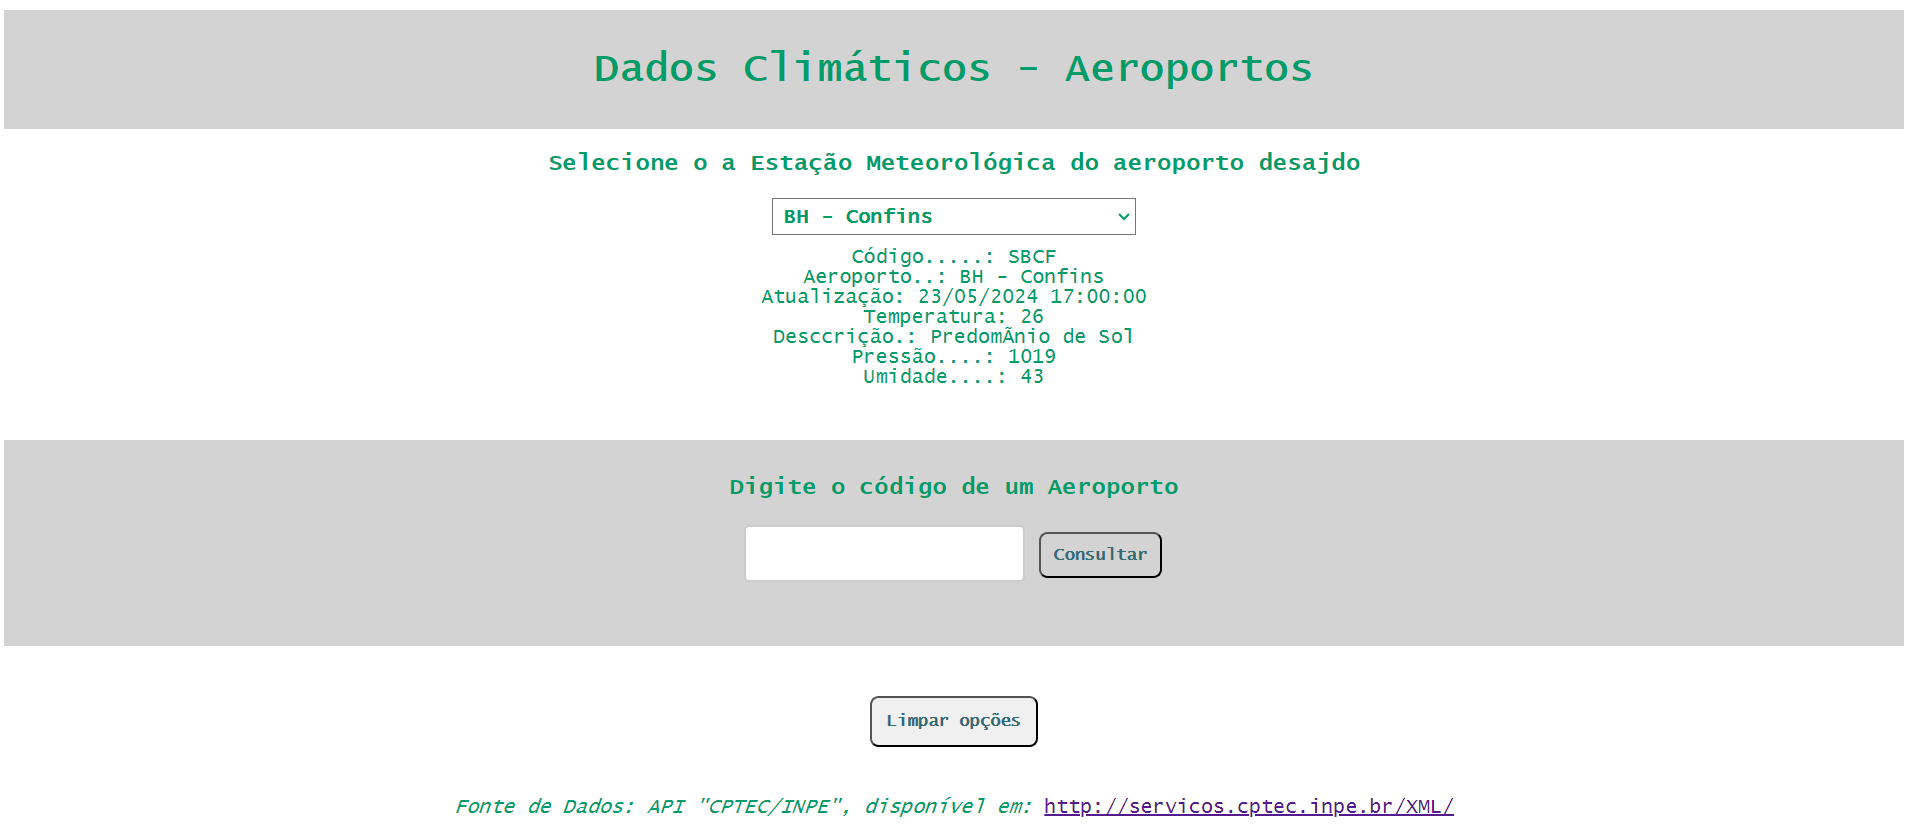 Dados Climáticos - Aeroportos
Selecione o a Estação Meteorológica do aeroporto desajdo
BH - Confins
Código.....: SBCF
Aeroporto..: BH - Confins
Atualização: 23/05/2024 17:00:00
Temperatura: 26
Desccrição.: PredomÃnio de Sol
Pressão....: 1019
Umidade....: 43
Digite o código de um Aeroporto
Consultar
Limpar opções
Fonte de Dados: API "CPTEC/INPE", disponível em: http://servicos.cptec.inpe.br/XML/